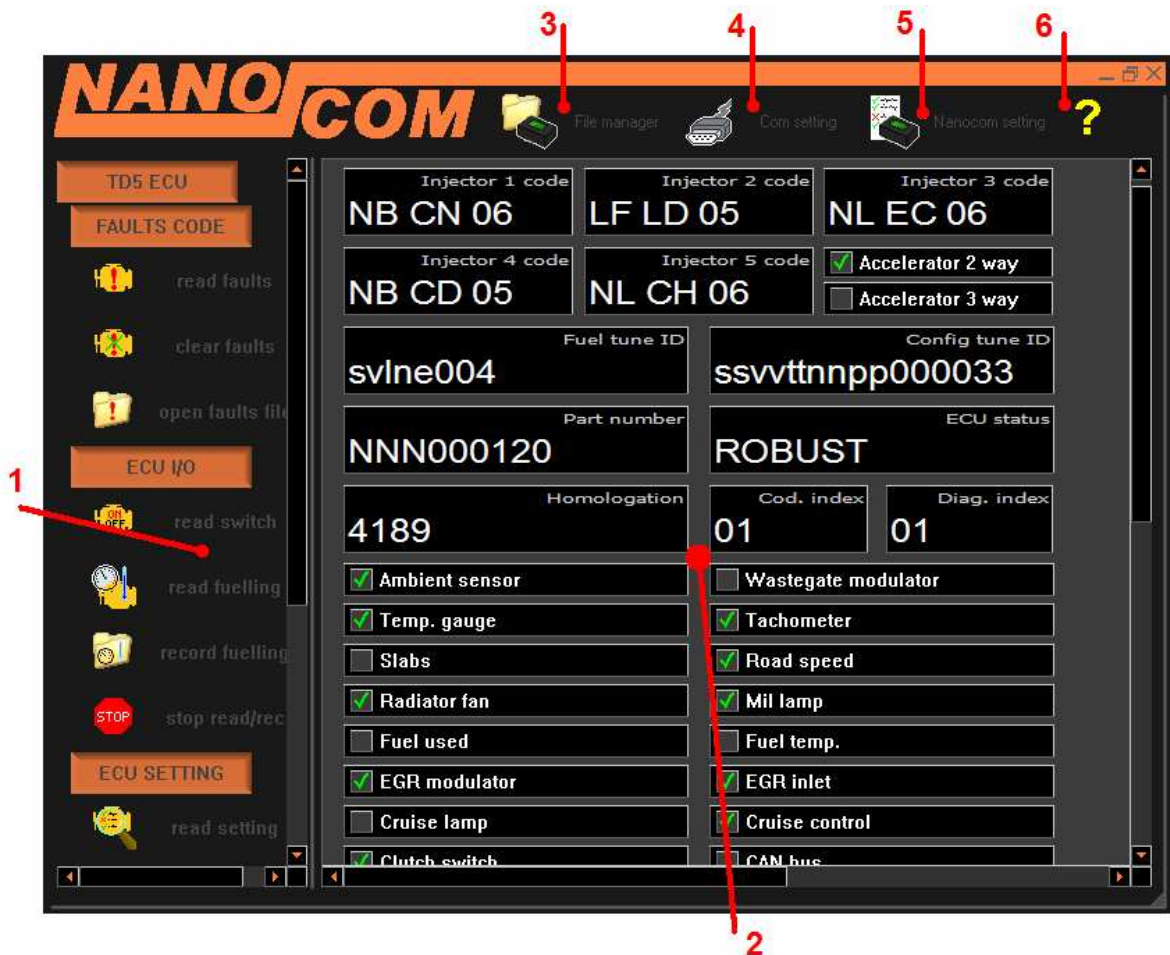 3 4 5 6
NANOCOM
File manager Com setting Nanocom setting ?
TD5 ECU
FAULTS CODE
read faults
clear faults
open faults file
ECU I/O
1
ON OFF read switch
read fuelling
record fuelling
STOP stop read/rec
ECU SETTING
read setting
Injector 1 code Injector 2 code Injector 3 code
NB CN 06 LF LD 05 NL EC 06
Injector 4 code Injector 5 code Accelerator 2 way
NB CD 05 NL CH 06 Accelerator 3 way
Fuel tune ID Config tune ID
svlne004 ssvvttnnpp000033
Part number ECU status
NNN000120 ROBUST
Homologation Cod. index Diag. index
4189 01 01
Ambient sensor Wastegate modulator
Temp. gauge Tachometer
Slabs Road speed
Radiator fan Mil lamp
Fuel used Fuel temp.
EGR modulator EGR inlet
Cruise lamp Cruise control
Clutch switch CAN bus
2